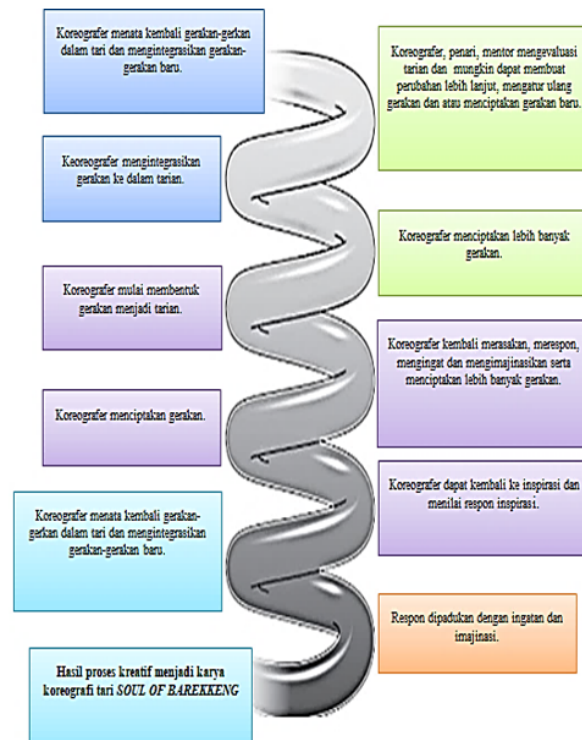 Koreografer menata kembali gerakan-gerkan
dalam tari dan mengintegrasikan gerakan-
gerakan baru.
Koreografer, penari, mentor mengevaluasi
tarian dan mungkin dapat membuat
perubahan lebih lanjut, mengatur ulang
gerakan dan atau menciptakan gerakan baru.
Keoreografer mengintegrasikan
gerakan ke dalam tarian.
Koreografer menciptakan lebih banyak
gerakan.
Koreografer mulai membentuk
gerakan menjadi tarian.
Koreografer kembali merasakan, merespon,
mengingat dan mengimajinasikan serta
menciptakan lebih banyak gerakan.
Koreografer menciptakan gerakan.
Koreografer dapat kembali ke inspirasi dan
menilai respon inspirasi.
Koreografer menata kembali gerakan-
gerkan dalam tari dan mengintegrasikan
gerakan-gerakan baru.
Respon dipadukan dengan ingatan dan
imajinasi.
Hasil proses kreatif menjadi karya
koreografi tari SOUL OF BAREKKENG